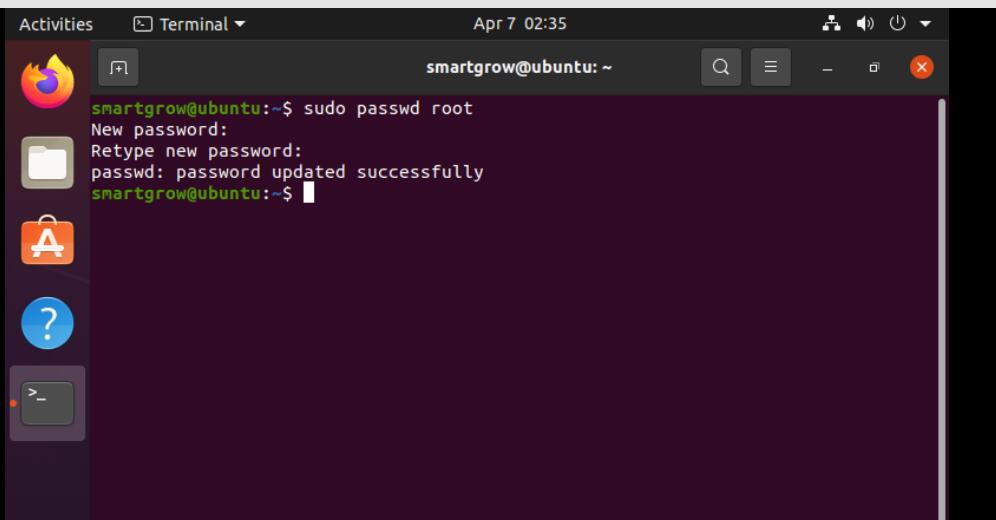 Activities
Terminal
Apr 7 02:35
smartgrow@ubuntu: ~
smartgrow@ubuntu:~$ sudo passwd root
New password:
Retype new password:
passwd: password updated successfully
smartgrow@ubuntu:~$